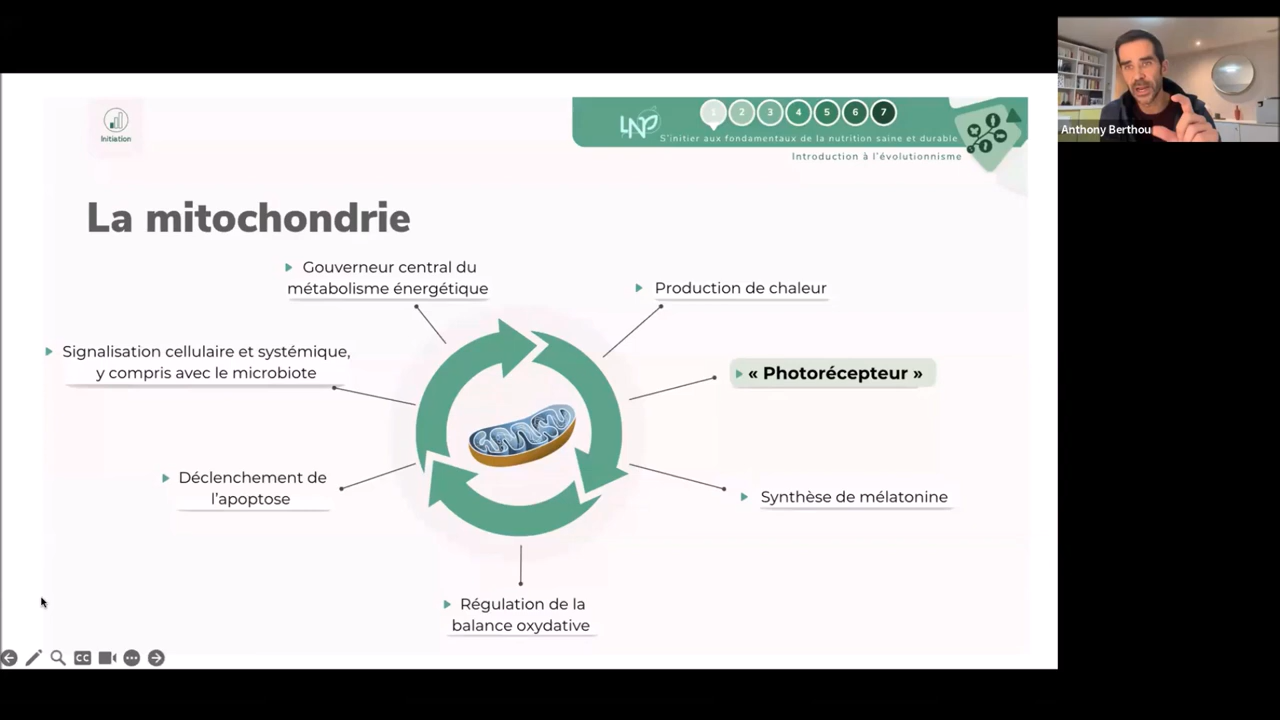 Initiation
LNP
1 2 3 4 5 6 7
S'initier aux fondamentaux de la nutrition saine et durable
Introduction à l'évolutionnisme
Anthony Berthou
La mitochondrie
Gouverneur central du
métabolisme énergétique
Production de chaleur
Signalisation cellulaire et systémique,
y compris avec le microbiote
« Photorécepteur »
Déclenchement de
l'apoptose
Synthèse de mélatonine
Régulation de la
balance oxydative
CC